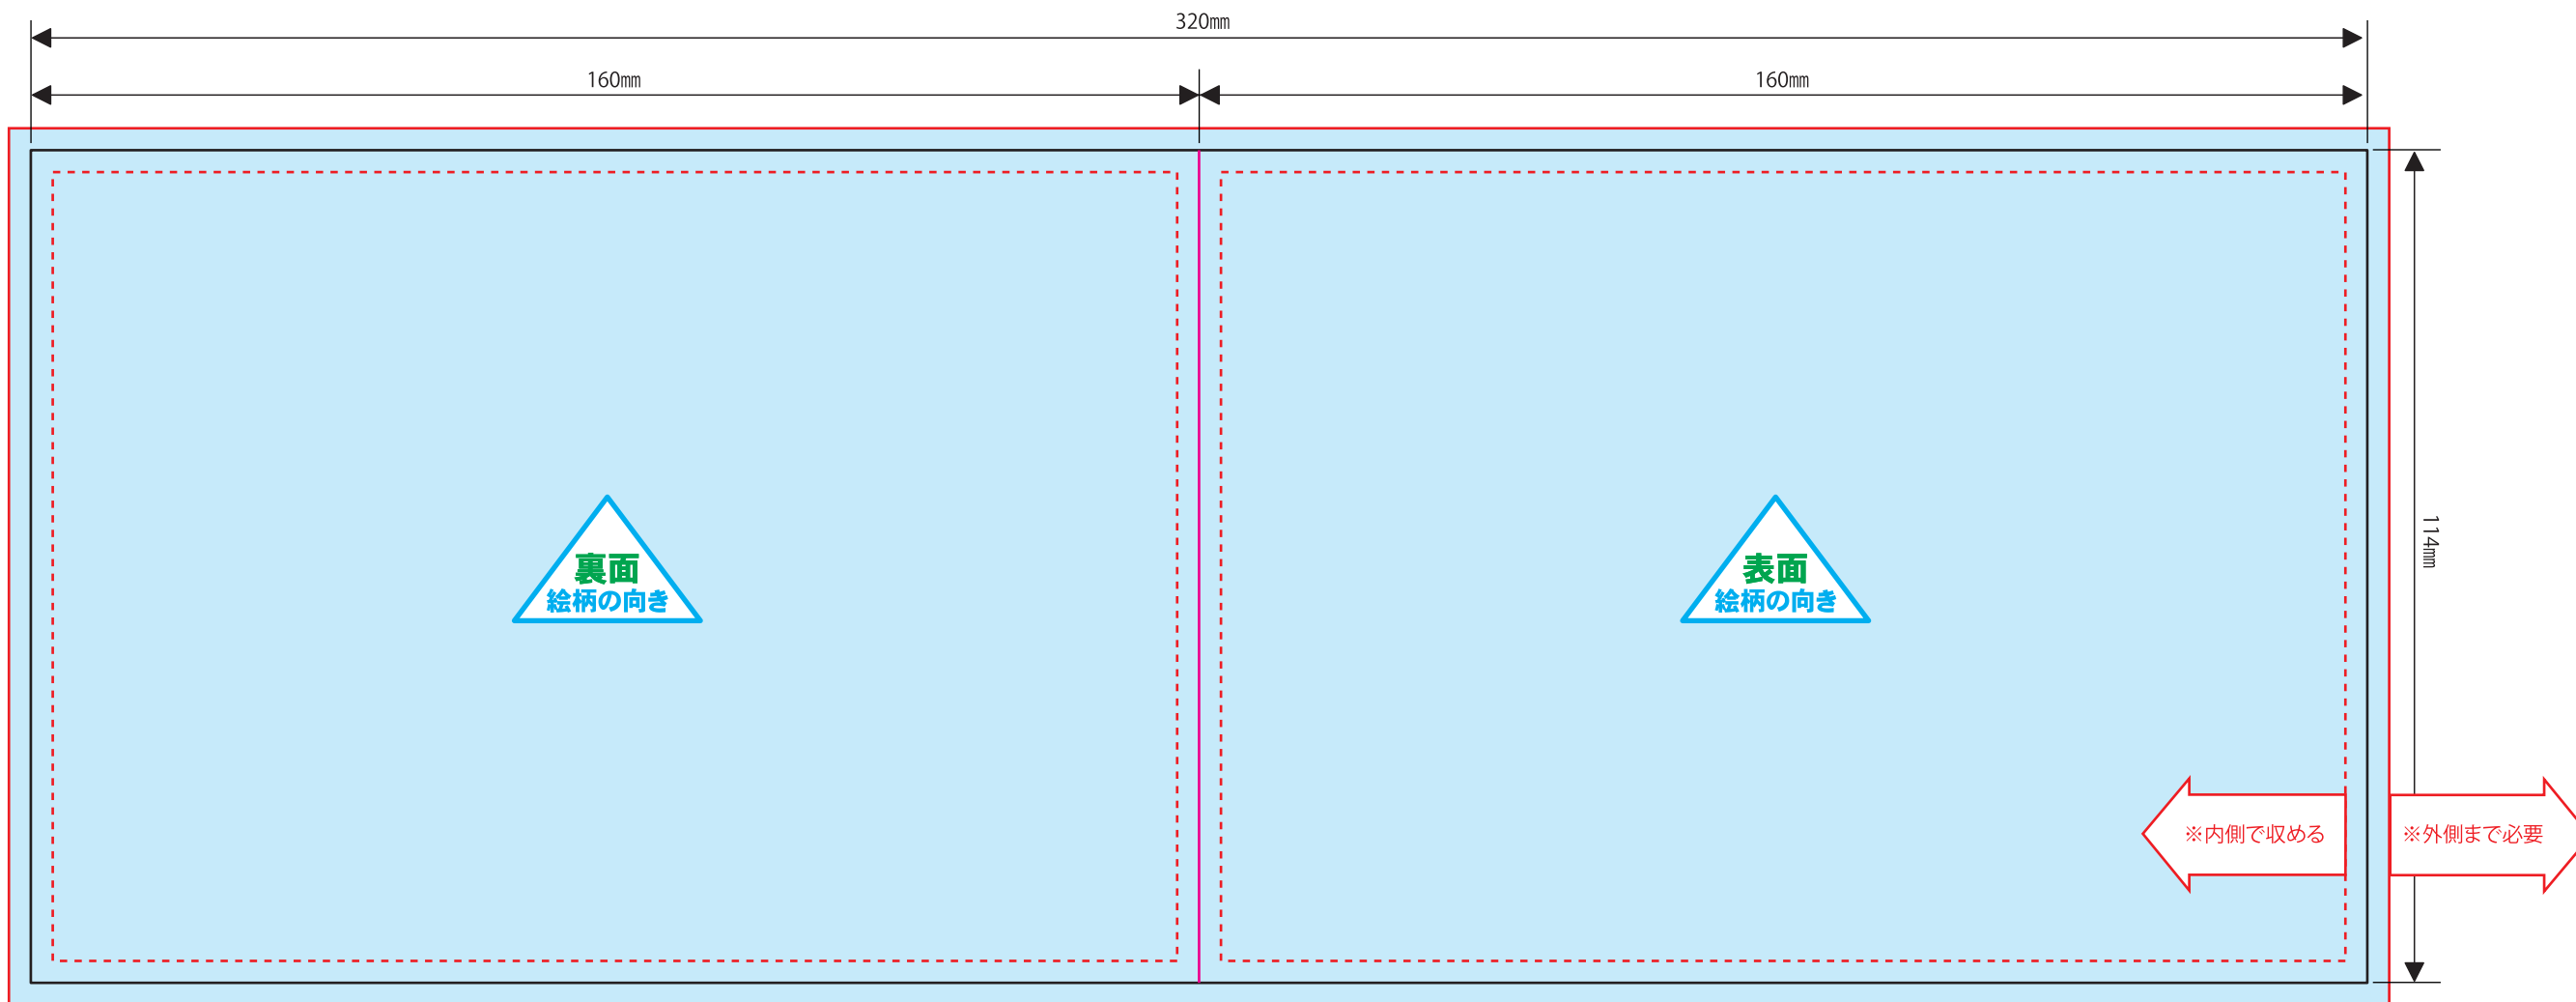 320㎜
160㎜
160㎜
裏面
絵柄の向き
表面
絵柄の向き
114㎜
※内側で収める
※外側まで必要